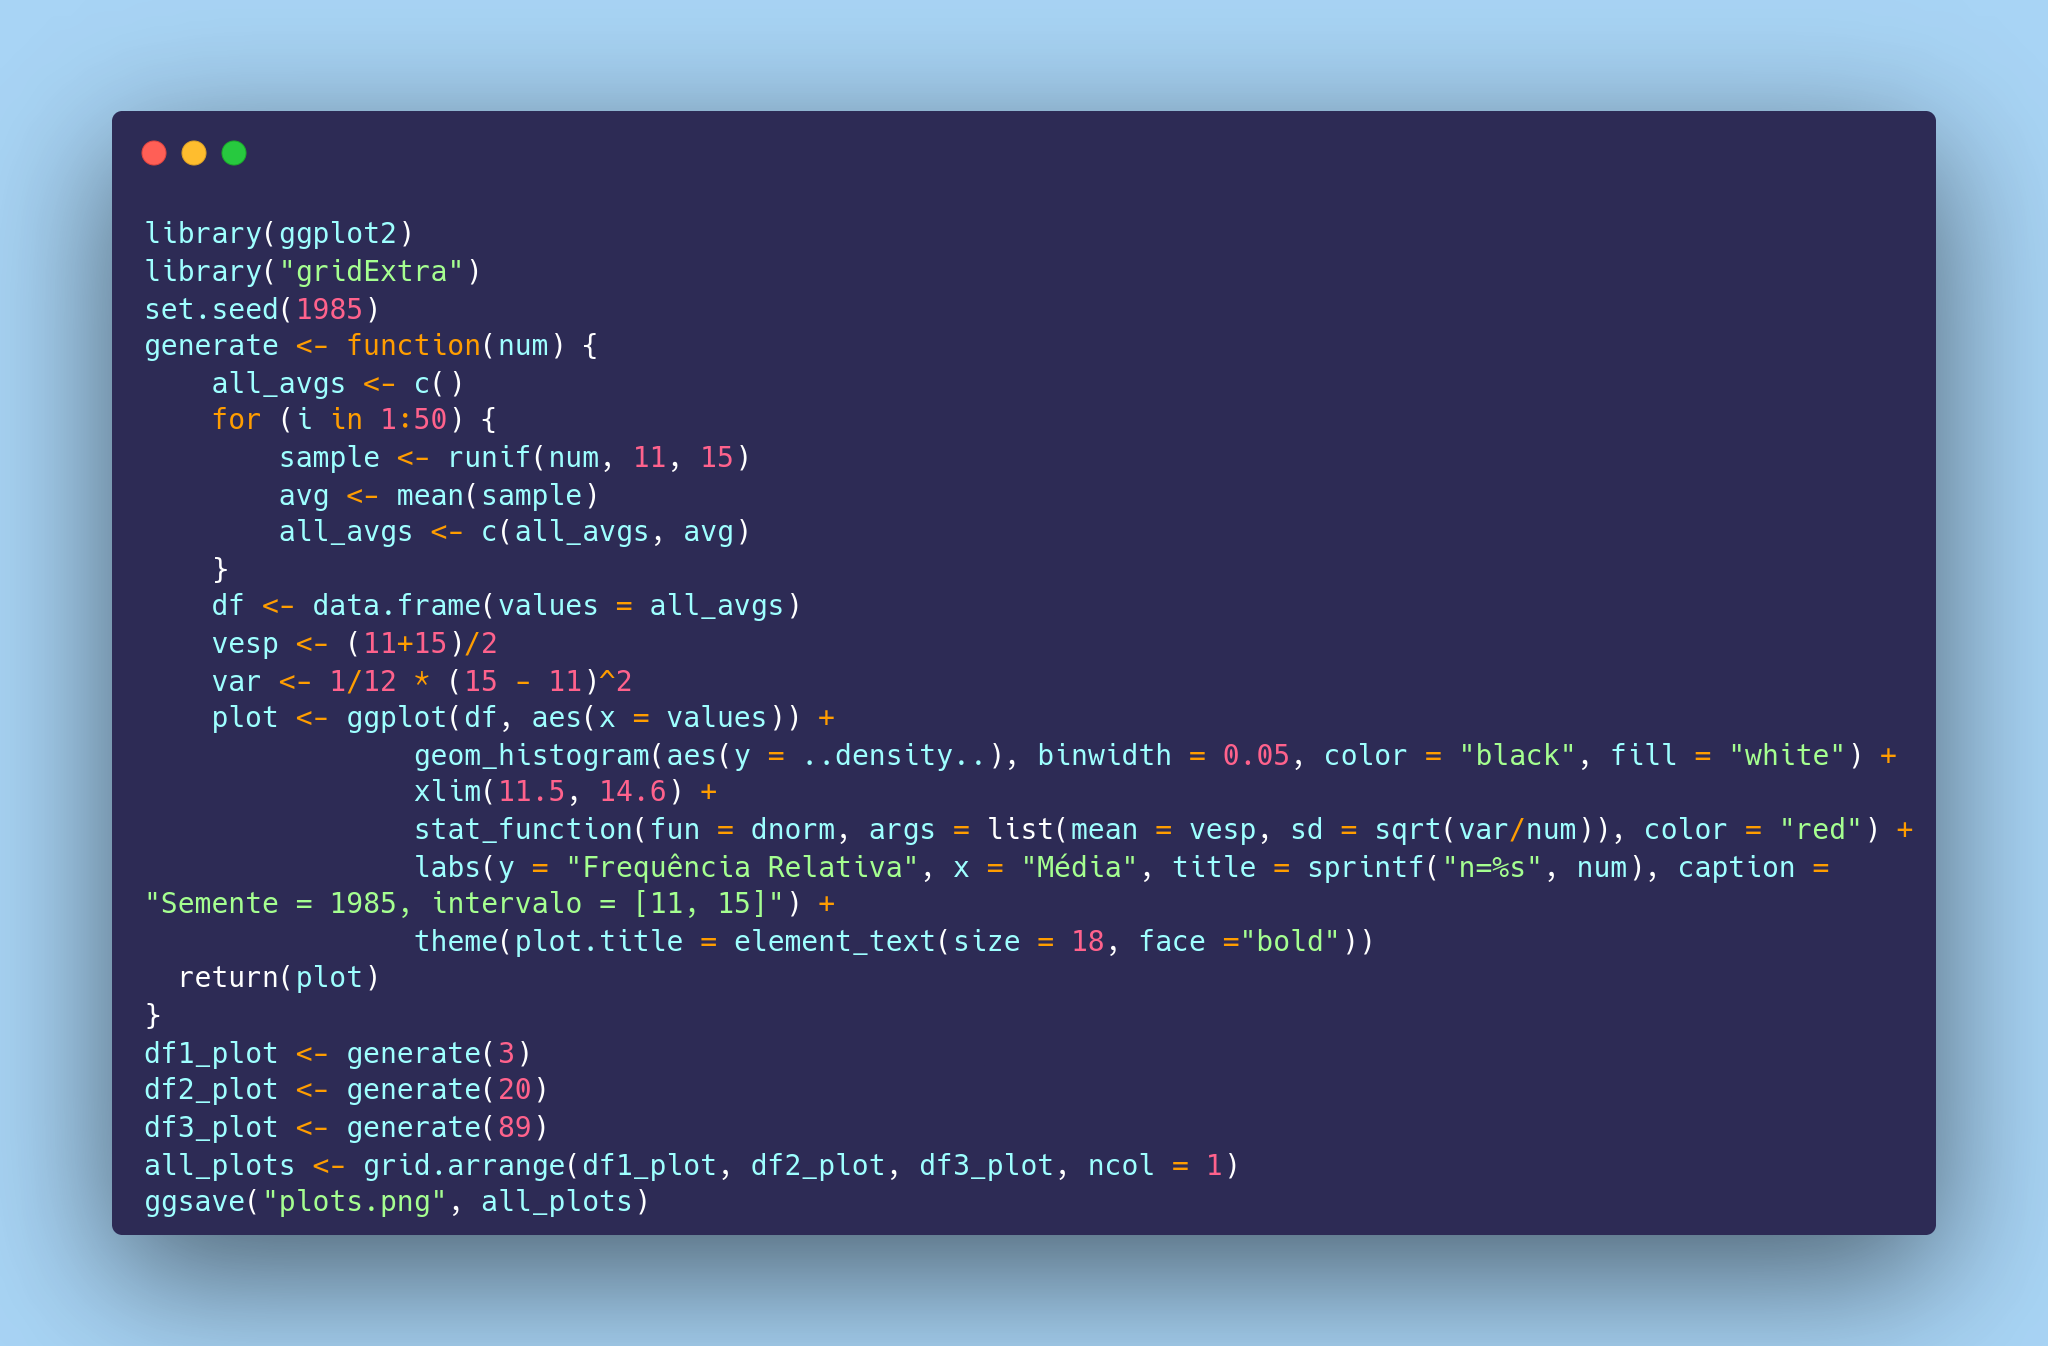 library(ggplot2)
library("gridExtra")
set.seed(1985)
generate <- function(num) {
    all_avgs <- c()
    for (i in 1:50) {
        sample <- runif(num, 11, 15)
        avg <- mean(sample)
        all_avgs <- c(all_avgs, avg)
    }
    df <- data.frame(values = all_avgs)
    vesp <- (11+15)/2
    var <- 1/12 * (15 - 11)^2
    plot <- ggplot(df, aes(x = values)) +
                geom_histogram(aes(y = ..density..), binwidth = 0.05, color = "black", fill = "white") +
                xlim(11.5, 14.6) +
                stat_function(fun = dnorm, args = list(mean = vesp, sd = sqrt(var/num)), color = "red") +
                labs(y = "Frequência Relativa", x = "Média", title = sprintf("n=%s", num), caption =
"Semente = 1985, intervalo = [11, 15]") +
                theme(plot.title = element_text(size = 18, face ="bold"))
  return(plot)
}
df1_plot <- generate(3)
df2_plot <- generate(20)
df3_plot <- generate(89)
all_plots <- grid.arrange(df1_plot, df2_plot, df3_plot, ncol = 1)
ggsave("plots.png", all_plots)